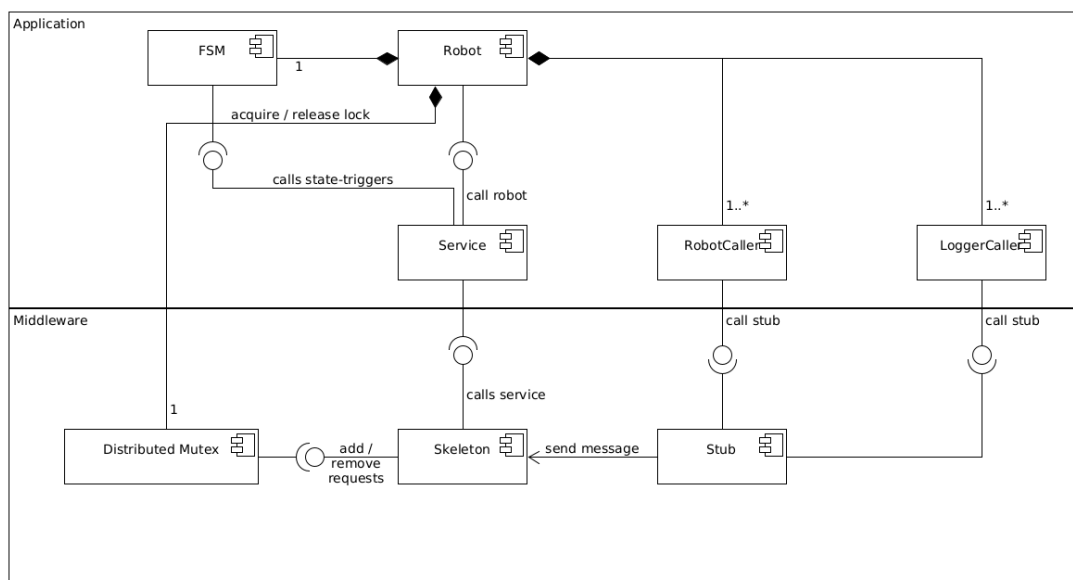 Application
FSM
Robot
1
acquire / release lock
calls state-triggers
call robot
1..*
1..*
Service
RobotCaller
LoggerCaller
Middleware
call stub
call stub
calls service
1
Distributed Mutex
add /
remove
requests
Skeleton
send message
Stub